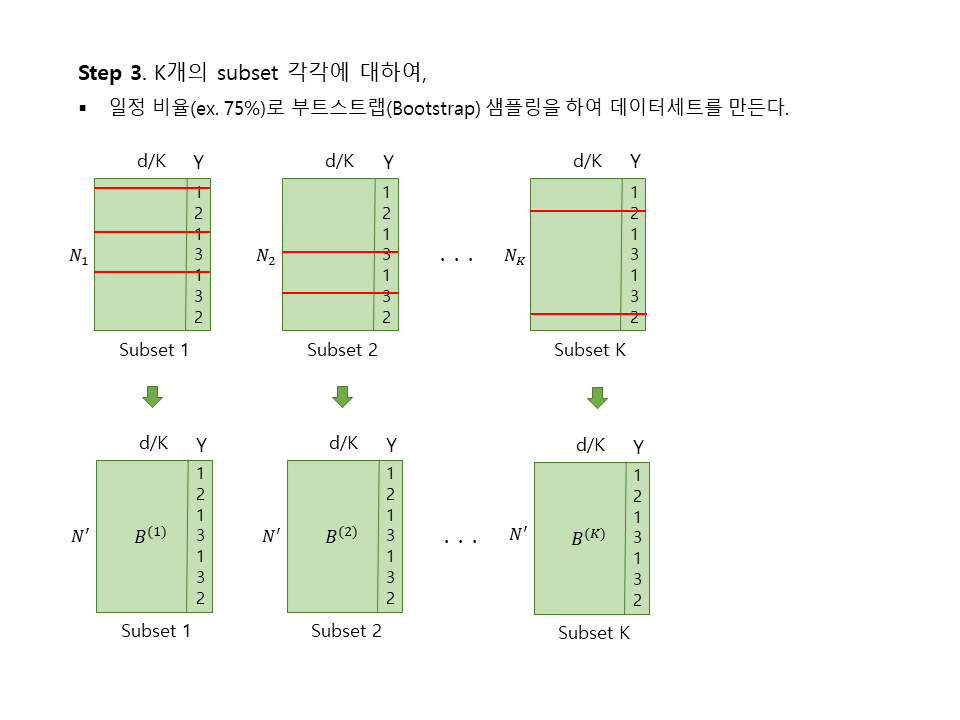 Step 3. K개의 subset 각각에 대하여,
▪ 일정 비율(ex. 75%)로 부트스트랩(Bootstrap) 샘플링을 하여 데이터세트를 만든다.
d/K Y d/K Y d/K Y
1 1 1
2 2 2
1 1 1
N₁ 3 N₂ 3 . . . N_K 3
1 1 1
3 3 3
2 2 2
Subset 1 Subset 2 Subset K
d/K Y d/K Y d/K Y
1 1 1
2 2 2
1 1 1
N′ B⁽¹⁾ 3 N′ B⁽²⁾ 3 . . . N′ B⁽ᴷ⁾ 3
1 1 1
3 3 3
2 2 2
Subset 1 Subset 2 Subset K